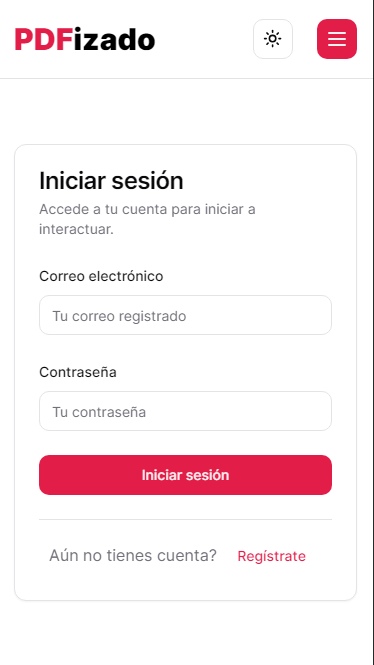 PDFizado
Iniciar sesión
Accede a tu cuenta para iniciar a
interactuar.
Correo electrónico
Tu correo registrado
Contraseña
Tu contraseña
Iniciar sesión
Aún no tienes cuenta? Regístrate